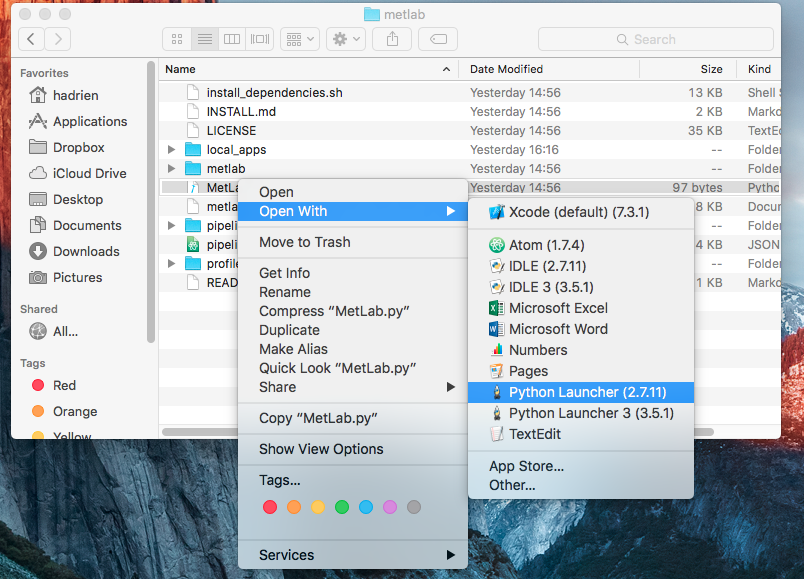 metlab
Search
Favorites
hadrien
Applications
Dropbox
iCloud Drive
Desktop
Documents
Downloads
Pictures
Shared
All...
Tags
Red
Orange
Yellow
Name Date Modified Size Kind
install_dependencies.sh Yesterday 14:56 13 KB Shell S
INSTALL.md Yesterday 14:56 2 KB Marko
LICENSE Yesterday 14:56 35 KB TextE
local_apps Yesterday 16:16 -- Folde
metlab Yesterday 14:56 -- Folde
MetLa Yesterday 14:56 97 bytes Pytho
meta 8 KB Docur
pipeli -- Folde
pipeli 4 KB JSON
profile -- Folde
READ 1 KB Marko
Open
Open With
Move to Trash
Get Info
Rename
Compress “MetLab.py”
Duplicate
Make Alias
Quick Look “MetLab.py”
Share
Copy “MetLab.py”
Show View Options
Tags...
Services
Xcode (default) (7.3.1)
Atom (1.7.4)
IDLE (2.7.11)
IDLE 3 (3.5.1)
Microsoft Excel
Microsoft Word
Numbers
Pages
Python Launcher (2.7.11)
Python Launcher 3 (3.5.1)
TextEdit
App Store...
Other...